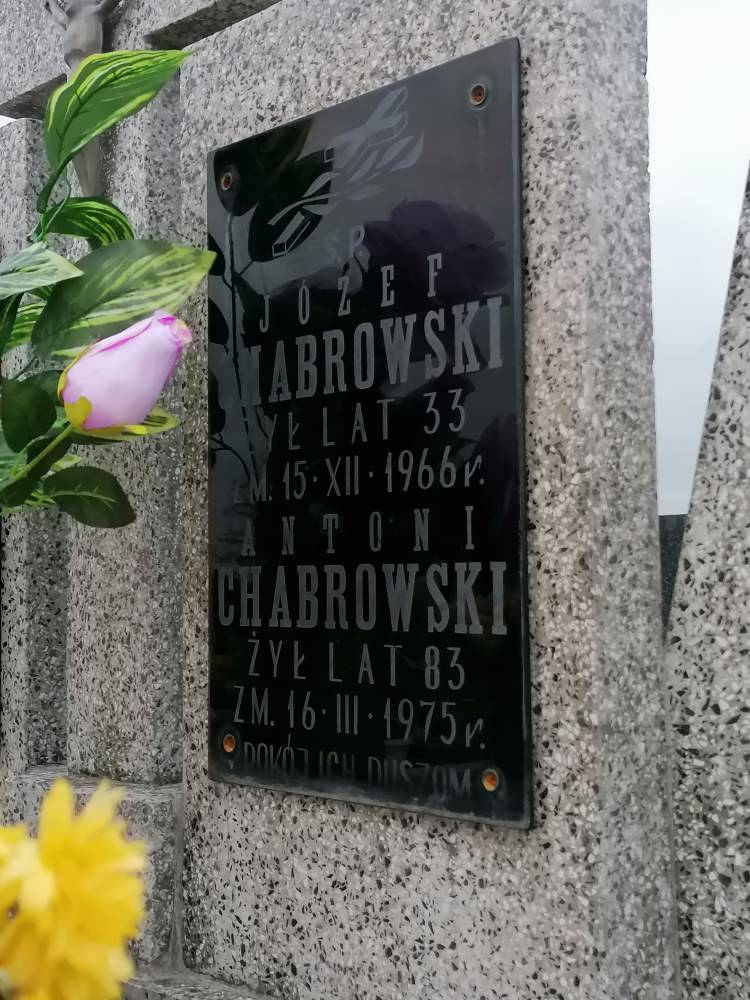 Ś.P.
JÓZEF
CHABROWSKI
ŻYŁ LAT 33
ZM. 15·XII·1966r.
ANTONI
CHABROWSKI
ŻYŁ LAT 83
ZM. 16·III·1975r.
POKÓJ ICH DUSZOM